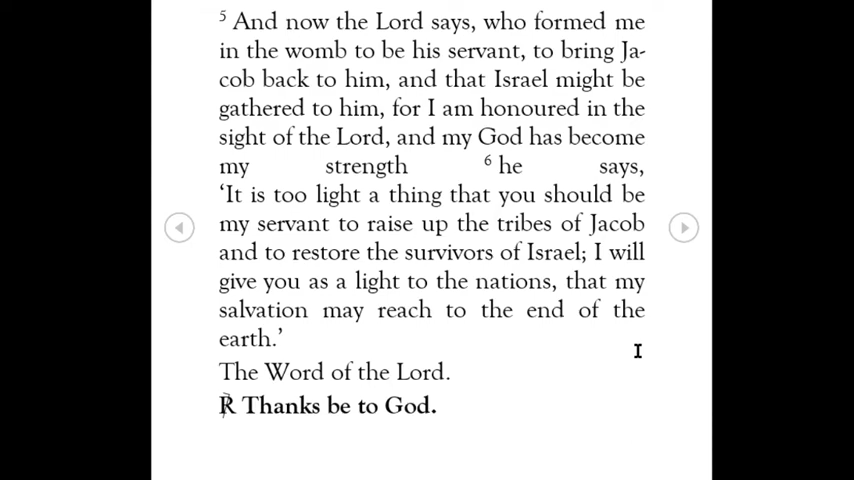 ⁵ And now the Lord says, who formed me
in the womb to be his servant, to bring Ja-
cob back to him, and that Israel might be
gathered to him, for I am honoured in the
sight of the Lord, and my God has become
my strength ⁶ he says,
‘It is too light a thing that you should be
my servant to raise up the tribes of Jacob
and to restore the survivors of Israel; I will
give you as a light to the nations, that my
salvation may reach to the end of the
earth.’
The Word of the Lord.
℟ Thanks be to God.